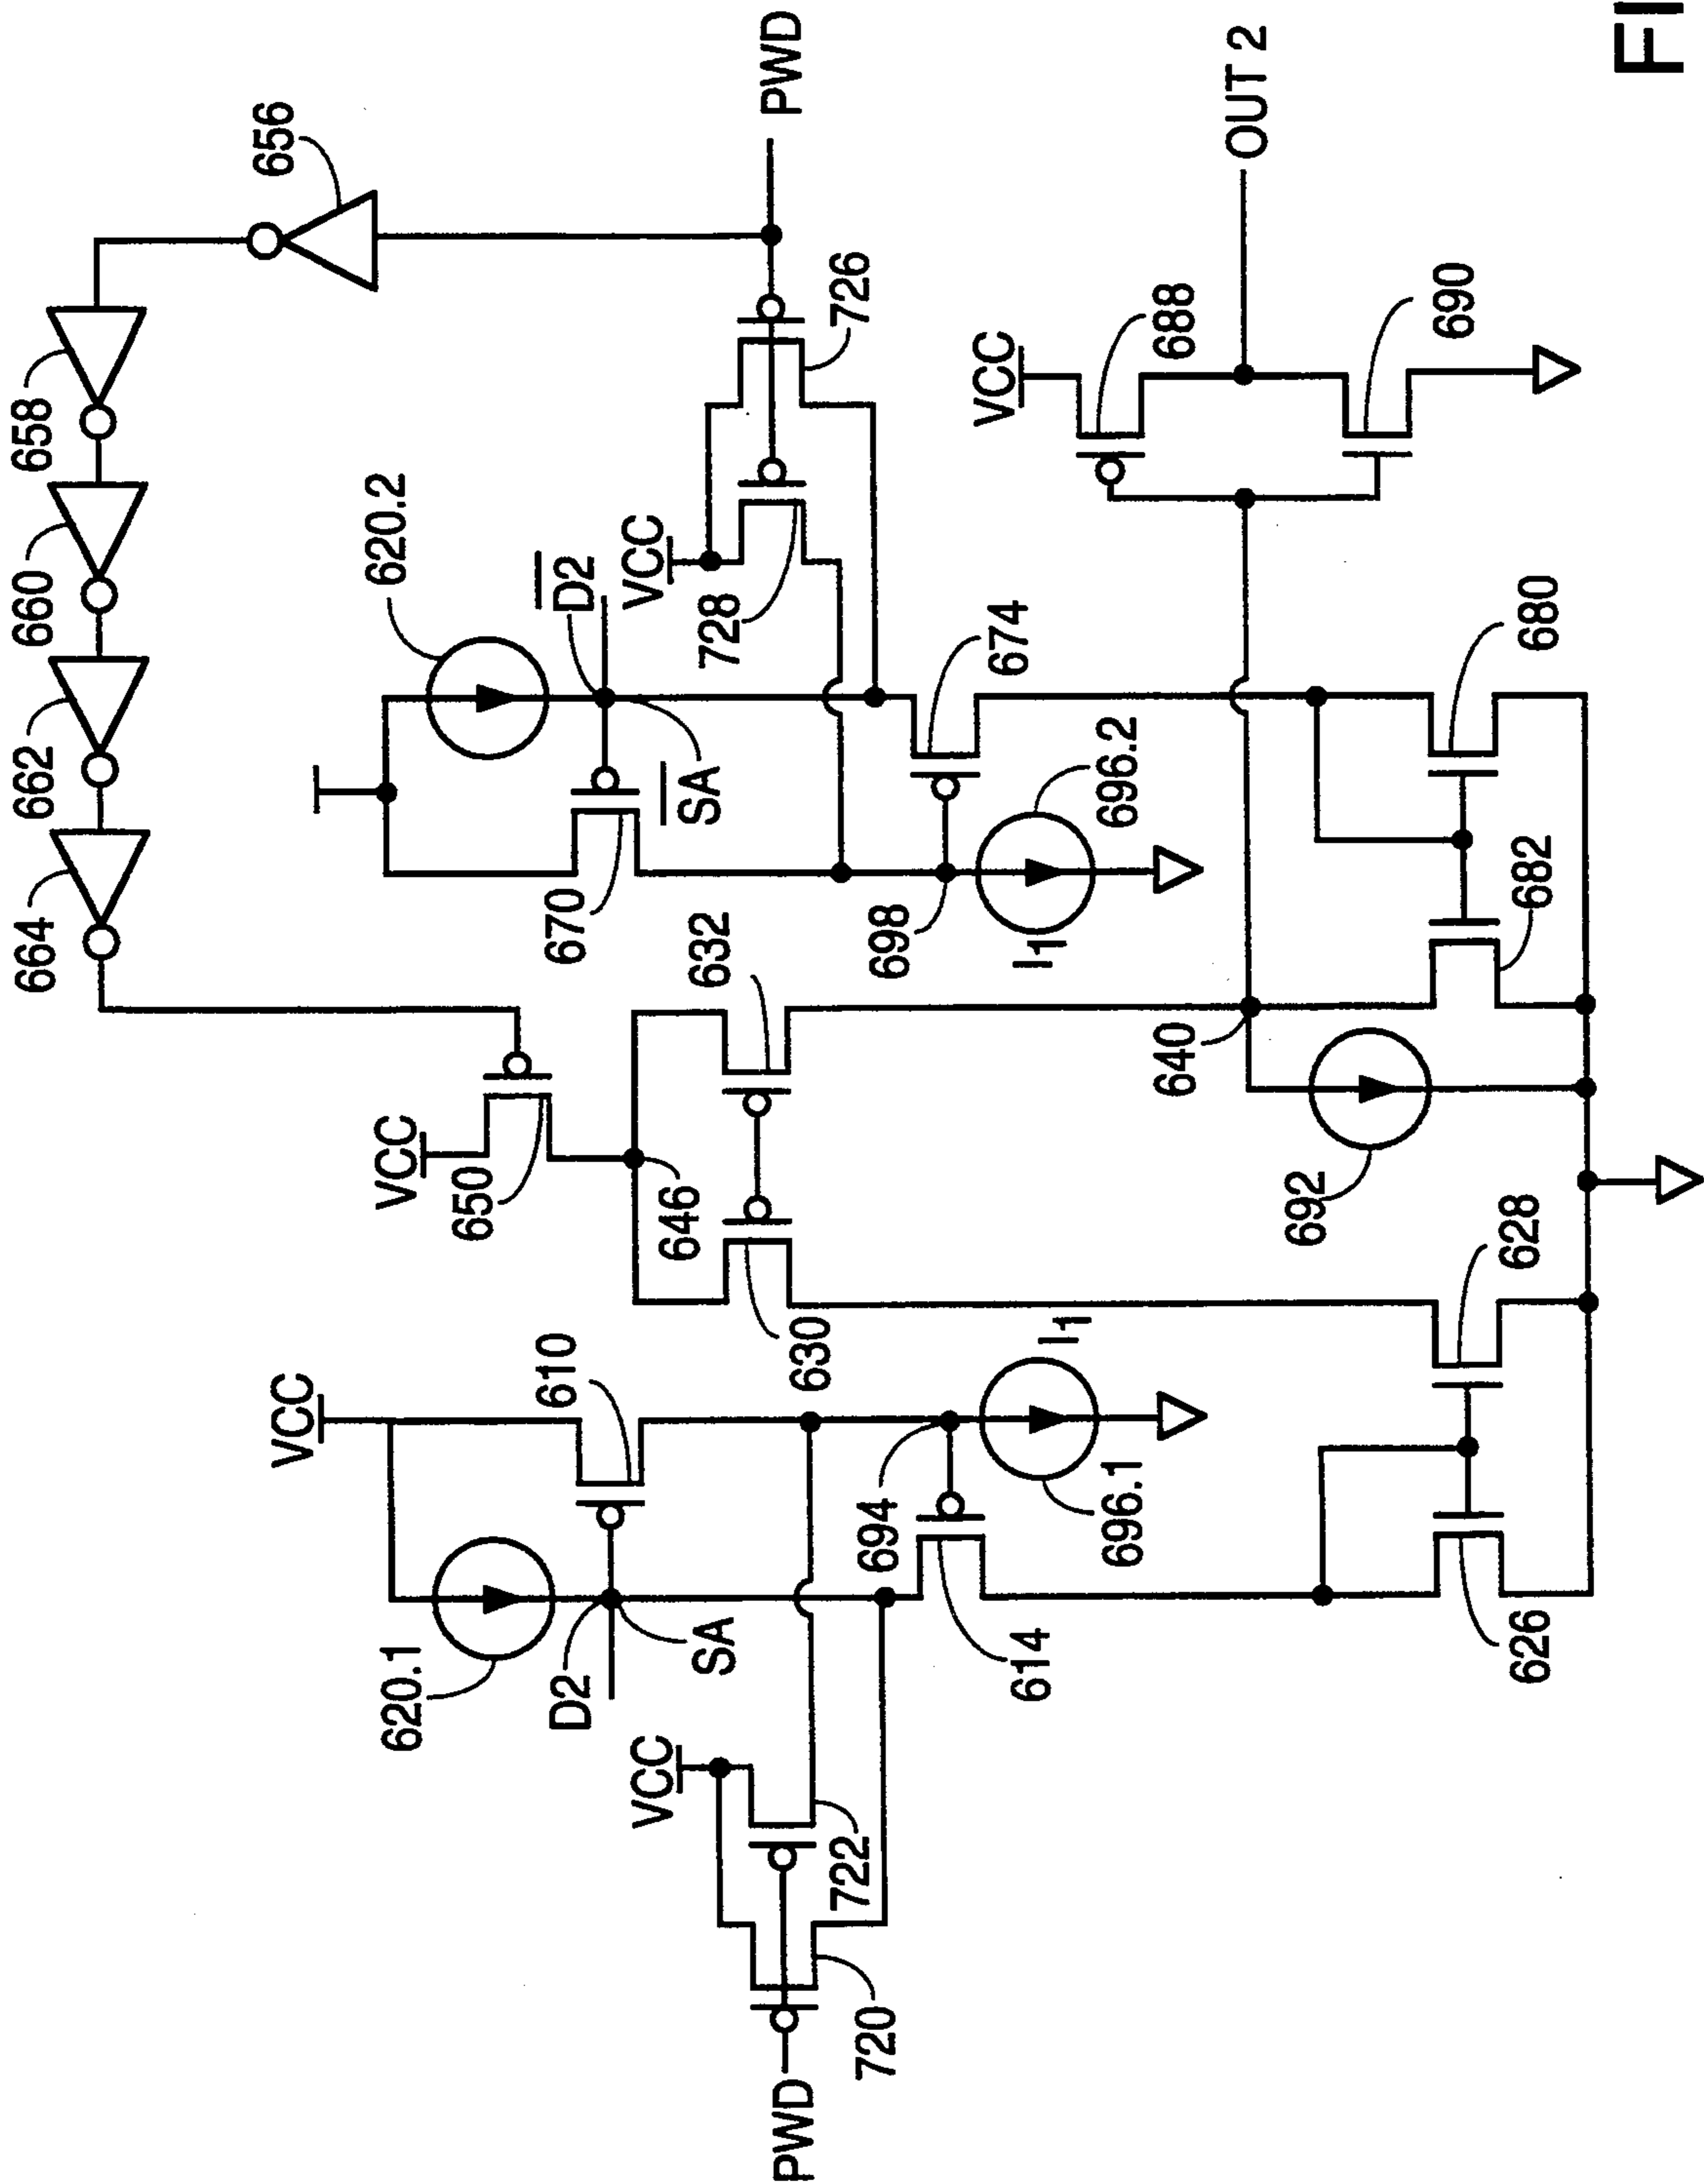 664
662
660
658
656
VCC
620.1
VCC
650
670
620.2
D2
610
646
632
SA
D2
VCC
SA
VCC
728
726
PWD
PWD
720
722
614
694
630
698
674
696.1
I1
I1
696.2
640
VCC
688
OUT 2
692
690
626
628
682
680
FI